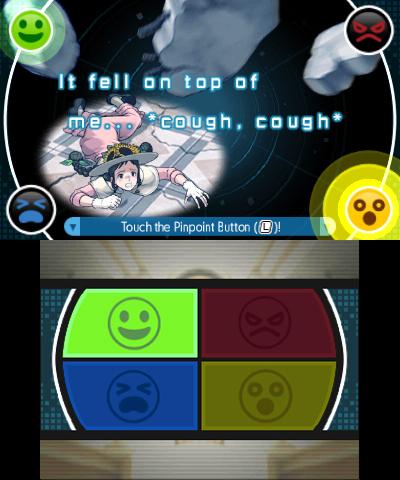 It fell on top of
me... *cough, cough*
Touch the Pinpoint Button (L)!